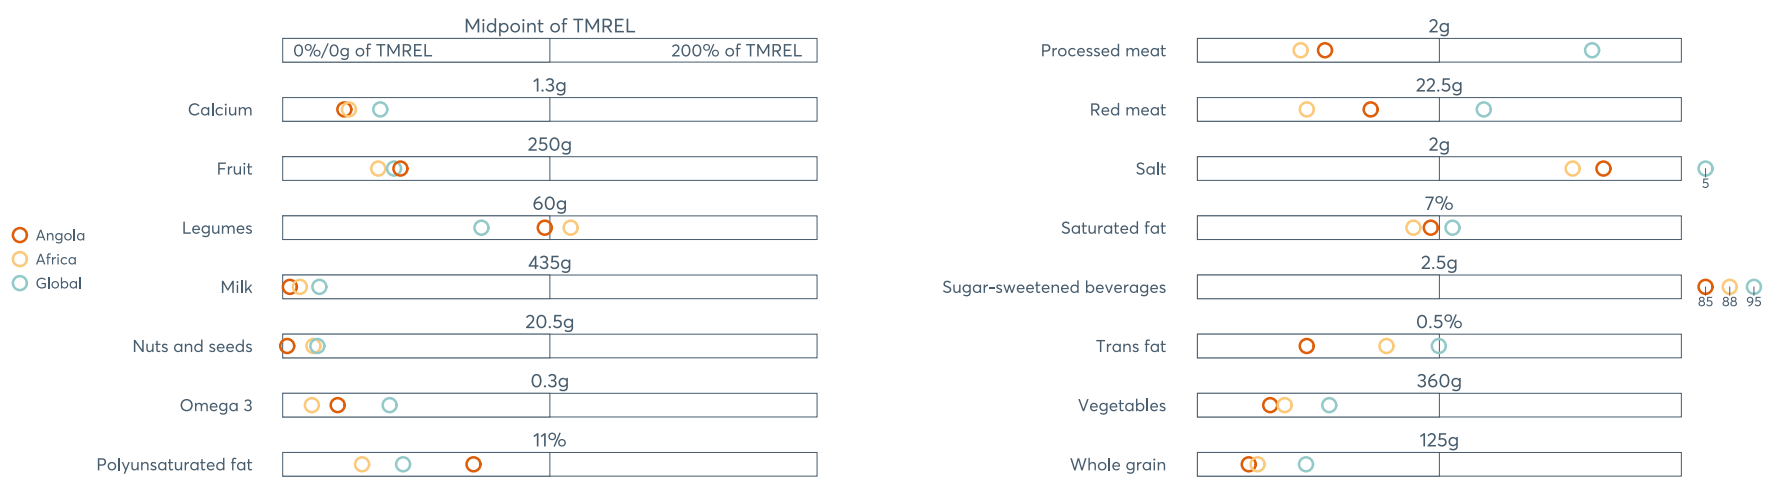 Midpoint of TMREL
0%/0g of TMREL 200% of TMREL
1.3g
Calcium
250g
Fruit
60g
Legumes
435g
Milk
20.5g
Nuts and seeds
0.3g
Omega 3
11%
Polyunsaturated fat
Angola
Africa
Global
2g
Processed meat
22.5g
Red meat
2g
Salt
5
7%
Saturated fat
2.5g
Sugar-sweetened beverages
85 88 95
0.5%
Trans fat
360g
Vegetables
125g
Whole grain